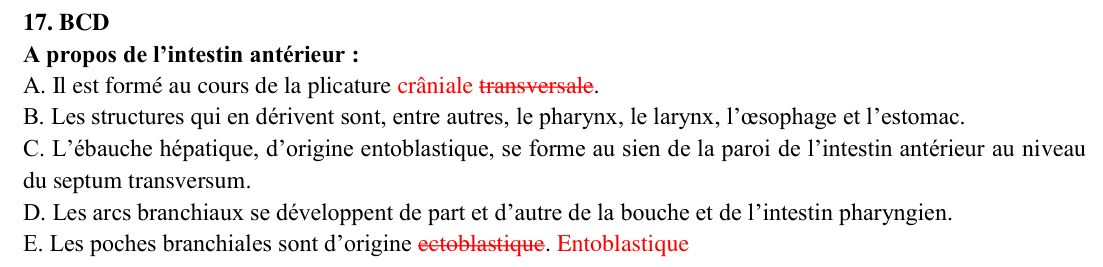 17. BCD
A propos de l’intestin antérieur :
A. Il est formé au cours de la plicature crâniale transversale.
B. Les structures qui en dérivent sont, entre autres, le pharynx, le larynx, l’œsophage et l’estomac.
C. L’ébauche hépatique, d’origine entoblastique, se forme au sien de la paroi de l’intestin antérieur au niveau
du septum transversum.
D. Les arcs branchiaux se développent de part et d’autre de la bouche et de l’intestin pharyngien.
E. Les poches branchiales sont d’origine ectoblastique. Entoblastique